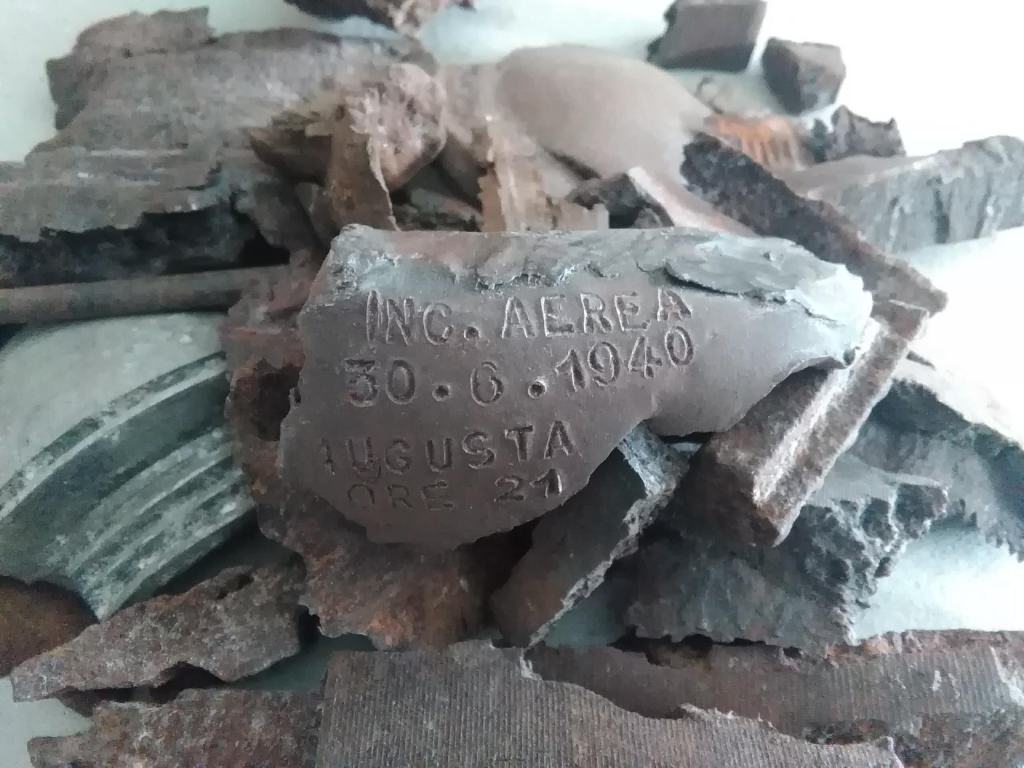 INC. AEREA
30.6.1940
AUGUSTA
ORE 21